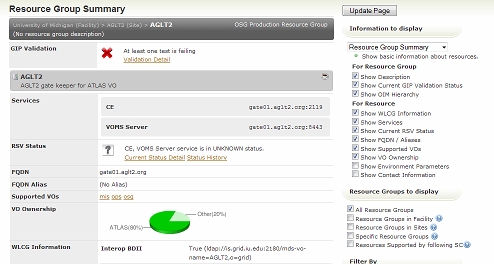 Resource Group Summary
University of Michigan (Facility) > AGLT2 (Site) > AGLT2
OSG Production Resource Group
(No resource group description)
GIP Validation
At least one test is failing
Validation Detail
AGLT2
AGLT2 gate keeper for ATLAS VO
Services
CE
gate01.aglt2.org:2119
VOMS Server
gate01.aglt2.org:8443
RSV Status
CE, VOMS Server service is in UNKNOWN status.
Current Status Detail Status History
FQDN
gate01.aglt2.org
FQDN Alias
(No Alias)
Supported VOs
mis ops osg
VO Ownership
Other(20%)
ATLAS(80%)
WLCG Information
Interop BDII
True (ldap://is.grid.iu.edu:2180/mds-vo-name=AGLT2,o=grid)
Update Page
Information to display
Resource Group Summary
Show basic information about resources.
For Resource Group
Show Description
Show Current GIP Validation Status
Show GIM Hierarchy
For Resource
Show WLCG Information
Show Services
Show Current RSV Status
Show FQDN / Aliases
Show Supported VOs
Show VO Ownership
Show Environment Parameters
Show Contact Information
Resource Groups to display
All Resource Groups
Resource Groups in Facility
Resource Groups in Sites
Specific Resource Groups
Resources Supported by following SC
Filter By